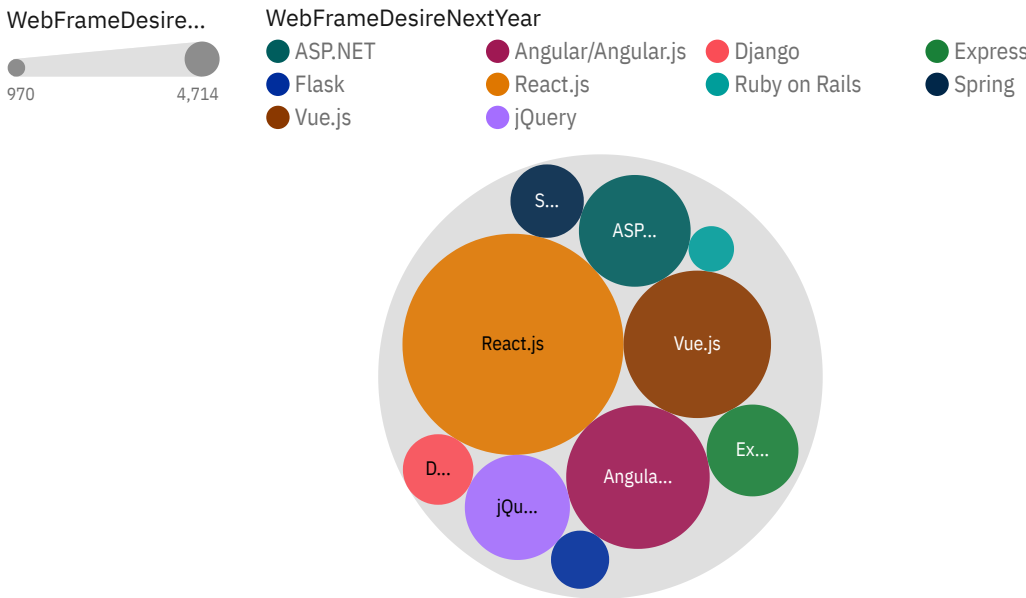 WebFrameDesire...
970
4,714
WebFrameDesireNextYear
ASP.NET
Angular/Angular.js
Django
Express
Flask
React.js
Ruby on Rails
Spring
Vue.js
jQuery
S...
ASP...
React.js
Vue.js
D...
jQu...
Angula...
Ex...